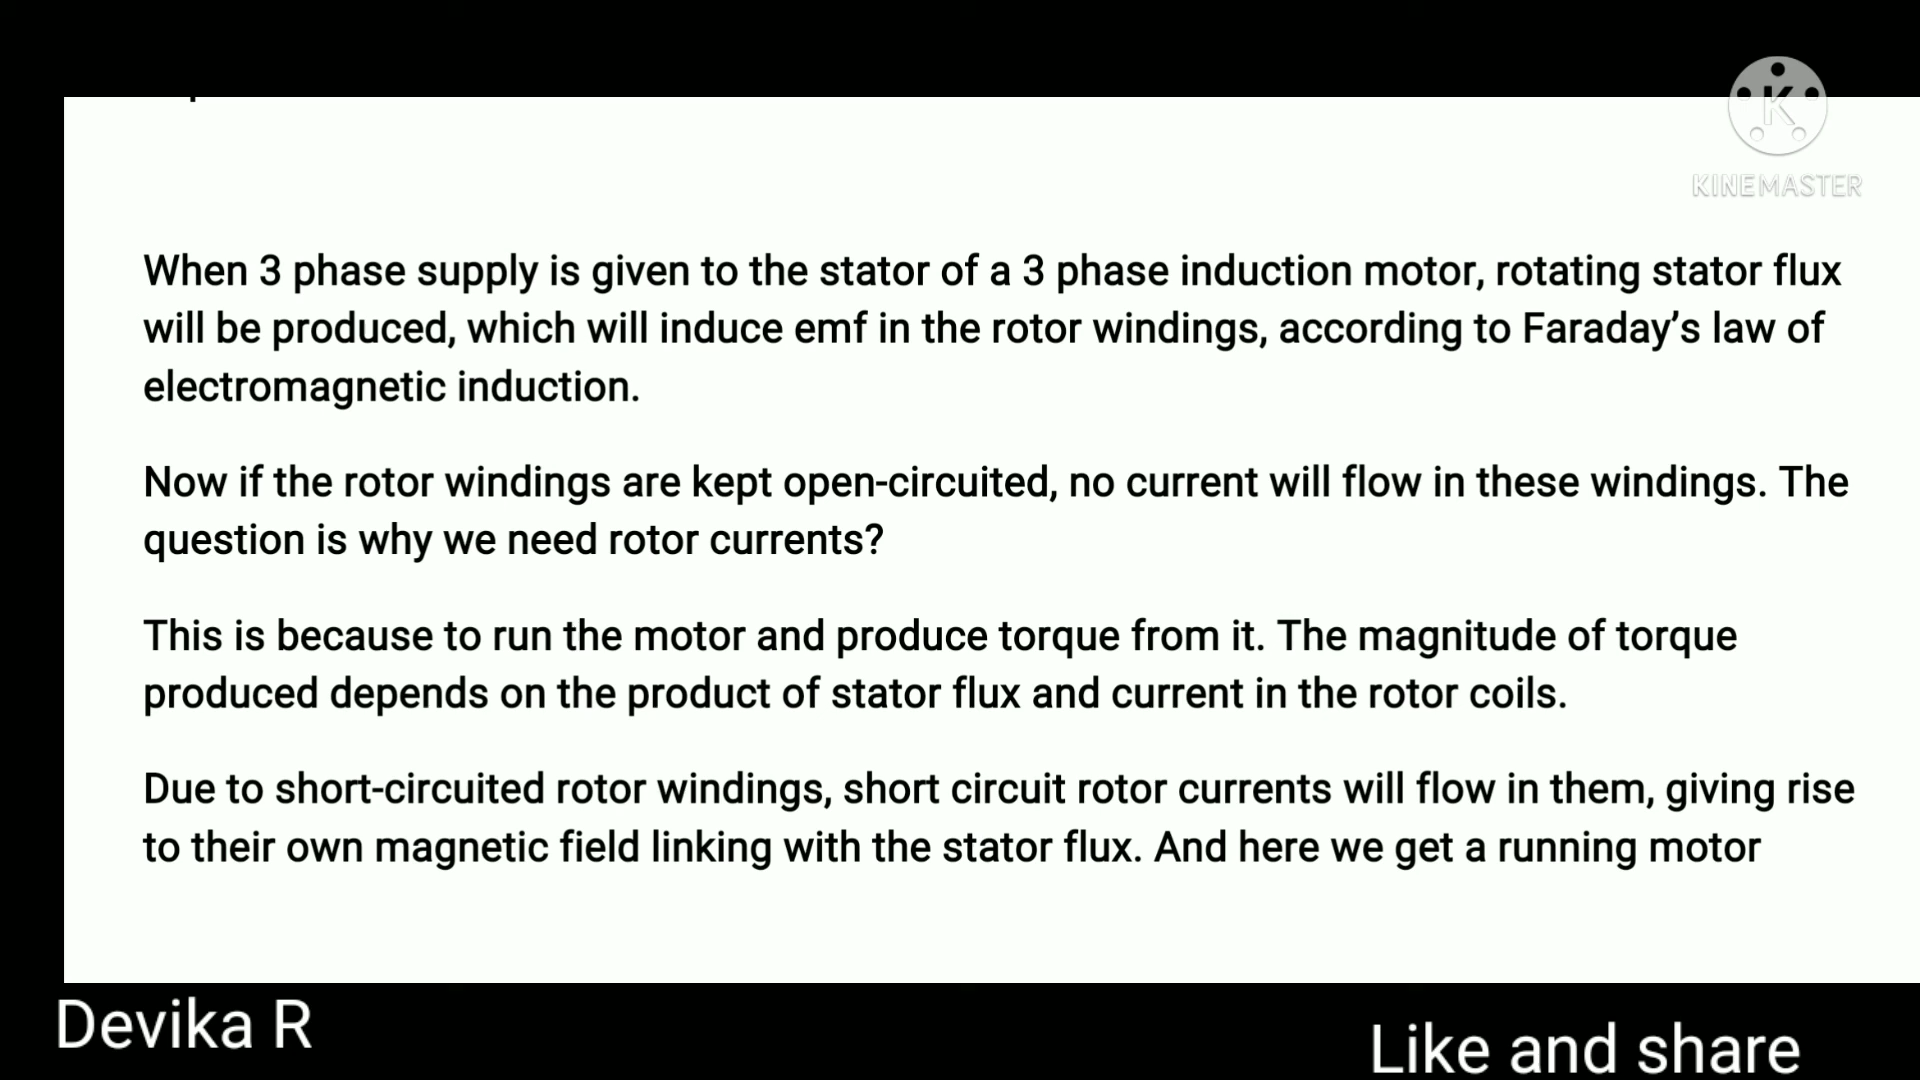 K
KINEMASTER
When 3 phase supply is given to the stator of a 3 phase induction motor, rotating stator flux
will be produced, which will induce emf in the rotor windings, according to Faraday’s law of
electromagnetic induction.
Now if the rotor windings are kept open-circuited, no current will flow in these windings. The
question is why we need rotor currents?
This is because to run the motor and produce torque from it. The magnitude of torque
produced depends on the product of stator flux and current in the rotor coils.
Due to short-circuited rotor windings, short circuit rotor currents will flow in them, giving rise
to their own magnetic field linking with the stator flux. And here we get a running motor
Devika R
Like and share